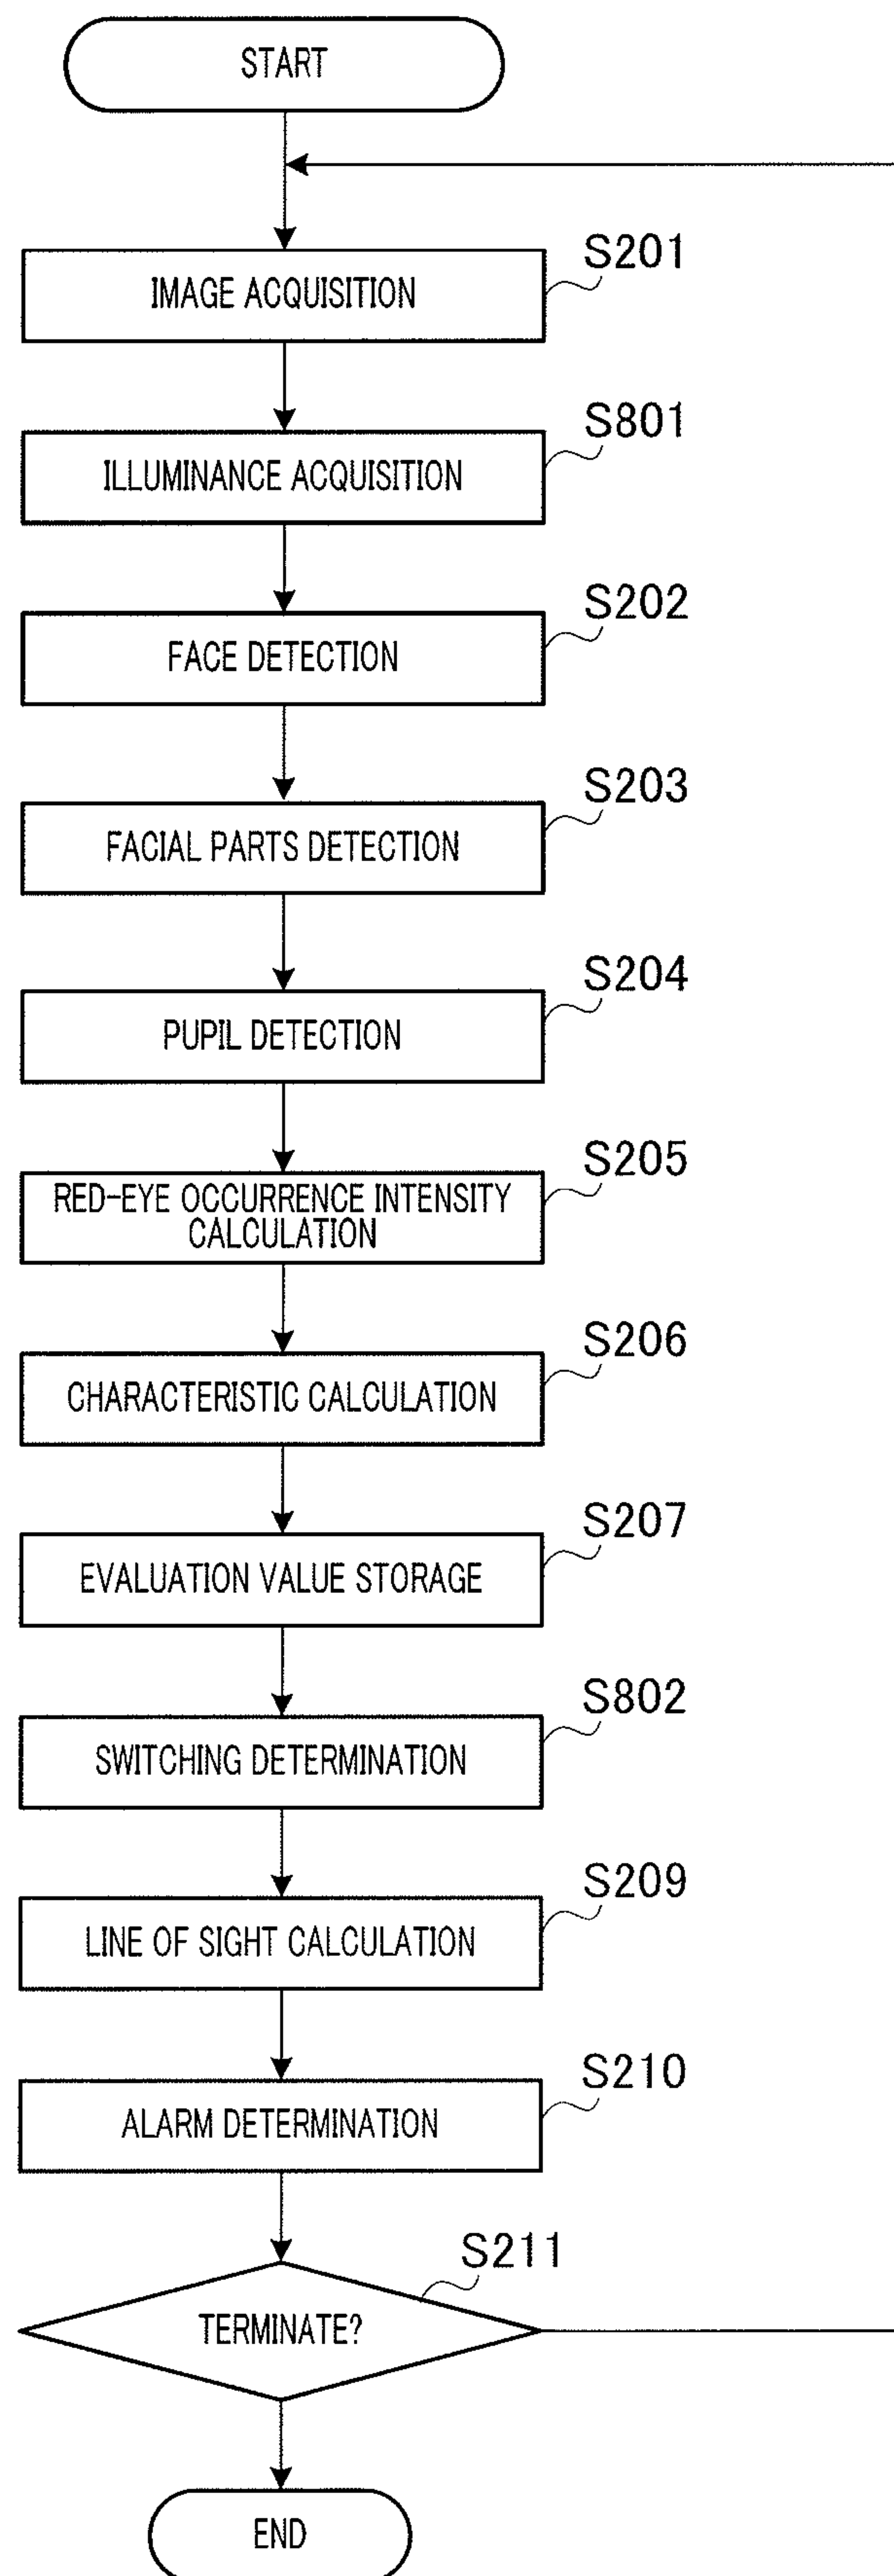 START
S201
IMAGE ACQUISITION
S801
ILLUMINANCE ACQUISITION
S202
FACE DETECTION
S203
FACIAL PARTS DETECTION
S204
PUPIL DETECTION
S205
RED-EYE OCCURRENCE INTENSITY
CALCULATION
S206
CHARACTERISTIC CALCULATION
S207
EVALUATION VALUE STORAGE
S802
SWITCHING DETERMINATION
S209
LINE OF SIGHT CALCULATION
S210
ALARM DETERMINATION
S211
TERMINATE?
END